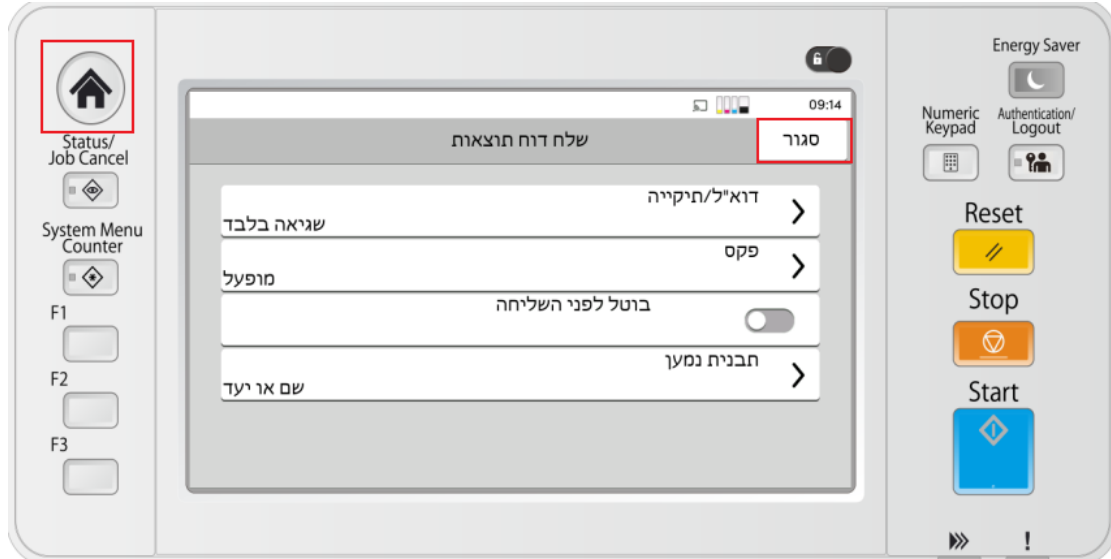 Energy Saver
Numeric Keypad
Authentication/
Logout
Status/
Job Cancel
System Menu
Counter
F1
F2
F3
09:14
סגור
שלח דוח תוצאות
דוא"ל/תיקייה
שגיאה בלבד
פקס
מופעל
בוטל לפני השליחה
תבנית נמען
שם או יעד
Reset
Stop
Start
!